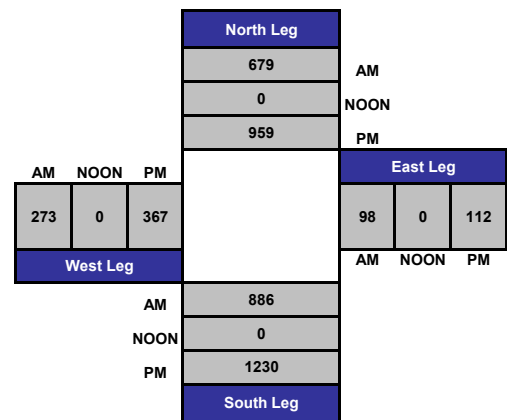 North Leg
679 AM
0 NOON
959 PM
AM NOON PM
East Leg
273 0 367
98 0 112
West Leg
AM NOON PM
AM 886
NOON 0
PM 1230
South Leg